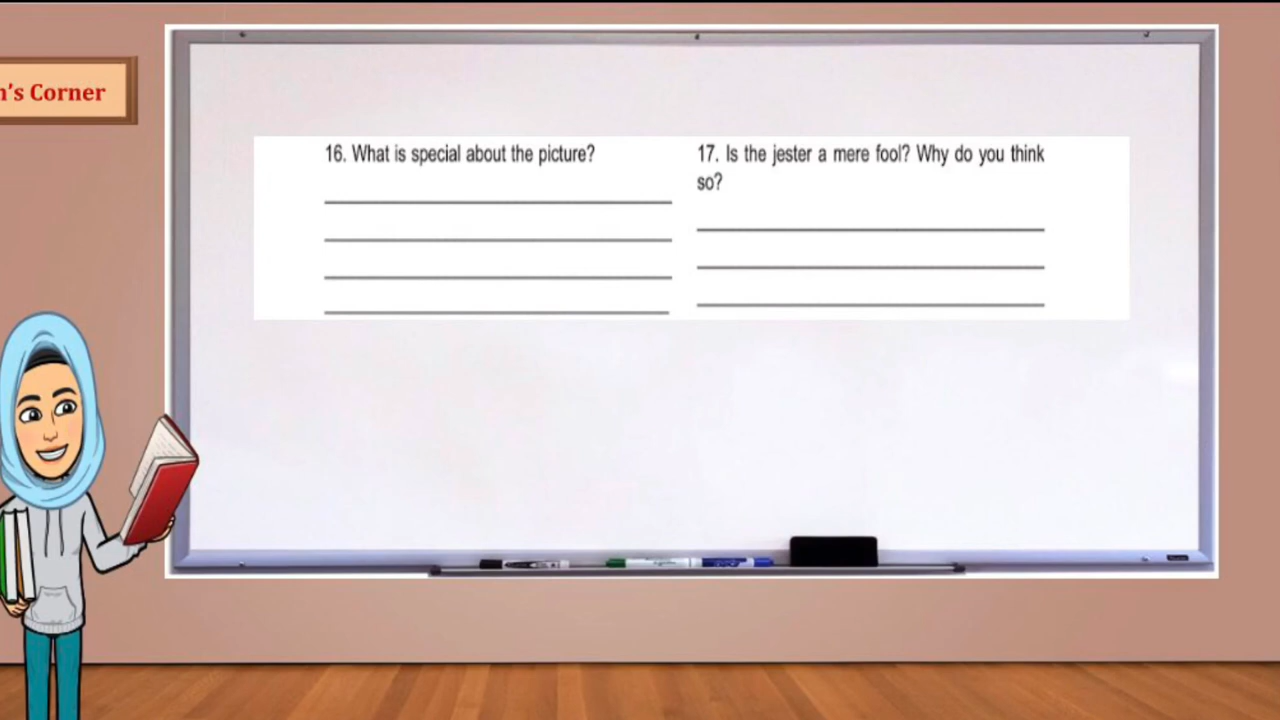 n's Corner
16. What is special about the picture?
17. Is the jester a mere fool? Why do you think
so?